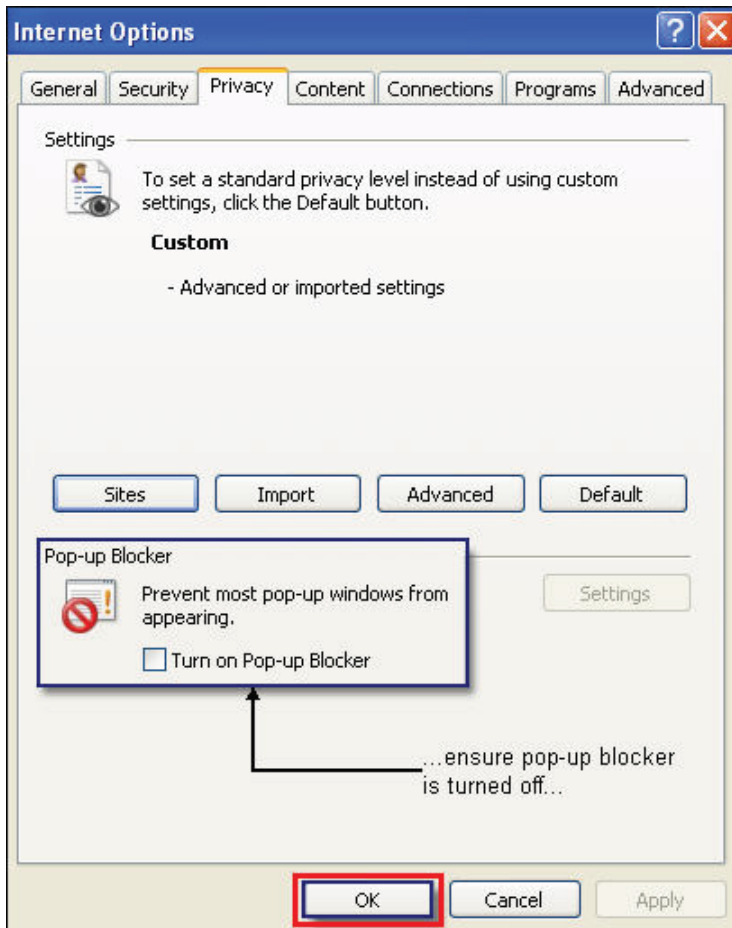 Internet Options
General Security Privacy Content Connections Programs Advanced
Settings
To set a standard privacy level instead of using custom
settings, click the Default button.
Custom
- Advanced or imported settings
Sites Import Advanced Default
Pop-up Blocker
Prevent most pop-up windows from
appearing.
Settings
Turn on Pop-up Blocker
...ensure pop-up blocker
is turned off...
OK Cancel Apply